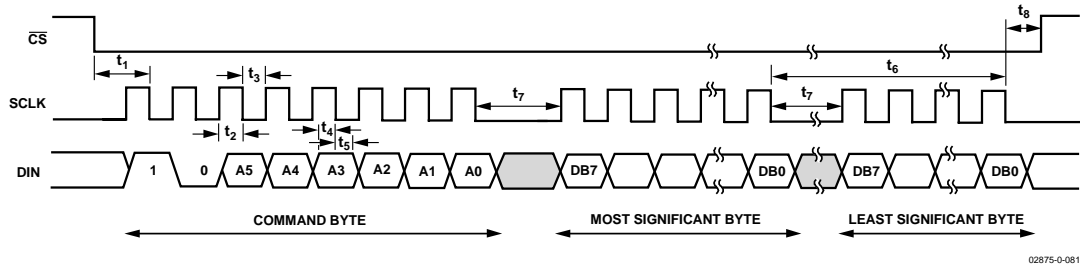 t8
CS
t1
t3
t6
SCLK
t7
t7
t2
t4
t5
DIN
1 0 A5 A4 A3 A2 A1 A0 DB7 DB0 DB7 DB0
COMMAND BYTE
MOST SIGNIFICANT BYTE
LEAST SIGNIFICANT BYTE
02875-0-081